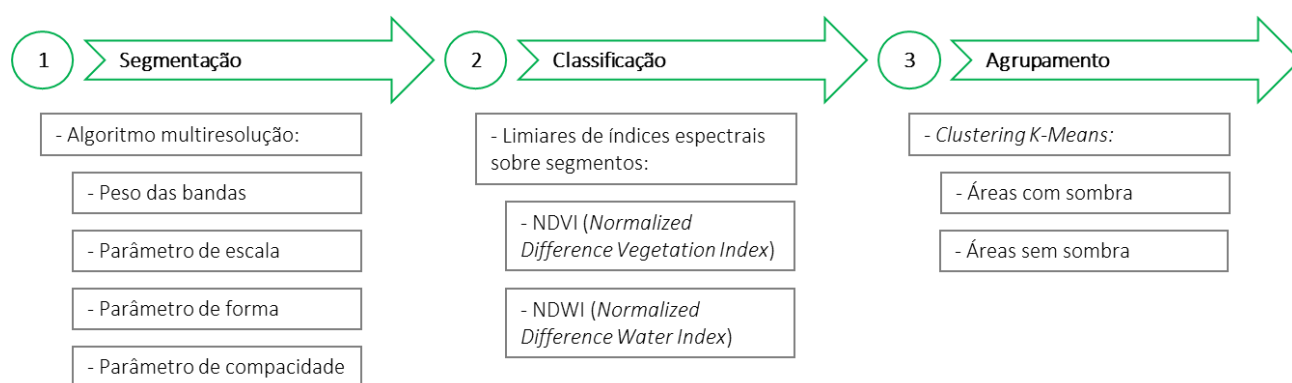 1
Segmentação
- Algoritmo multiresolução:
- Peso das bandas
- Parâmetro de escala
- Parâmetro de forma
- Parâmetro de compacidade
2
Classificação
- Limiares de índices espectrais
sobre segmentos:
- NDVI (Normalized
Difference Vegetation Index)
- NDWI (Normalized
Difference Water Index)
3
Agrupamento
- Clustering K-Means:
- Áreas com sombra
- Áreas sem sombra